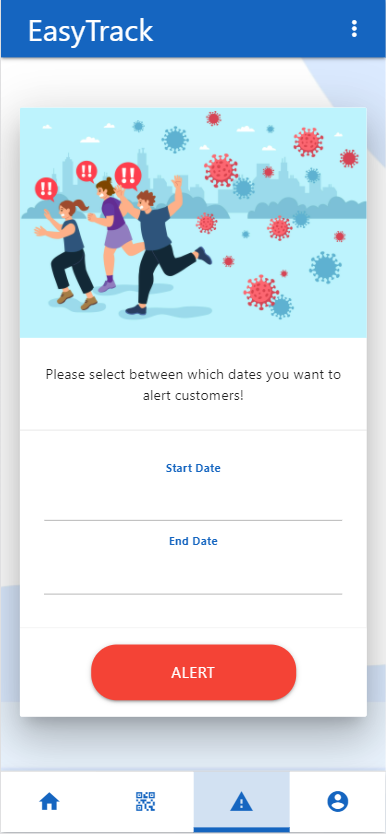 EasyTrack
!!
!!
!!
Please select between which dates you want to
alert customers!
Start Date
End Date
ALERT